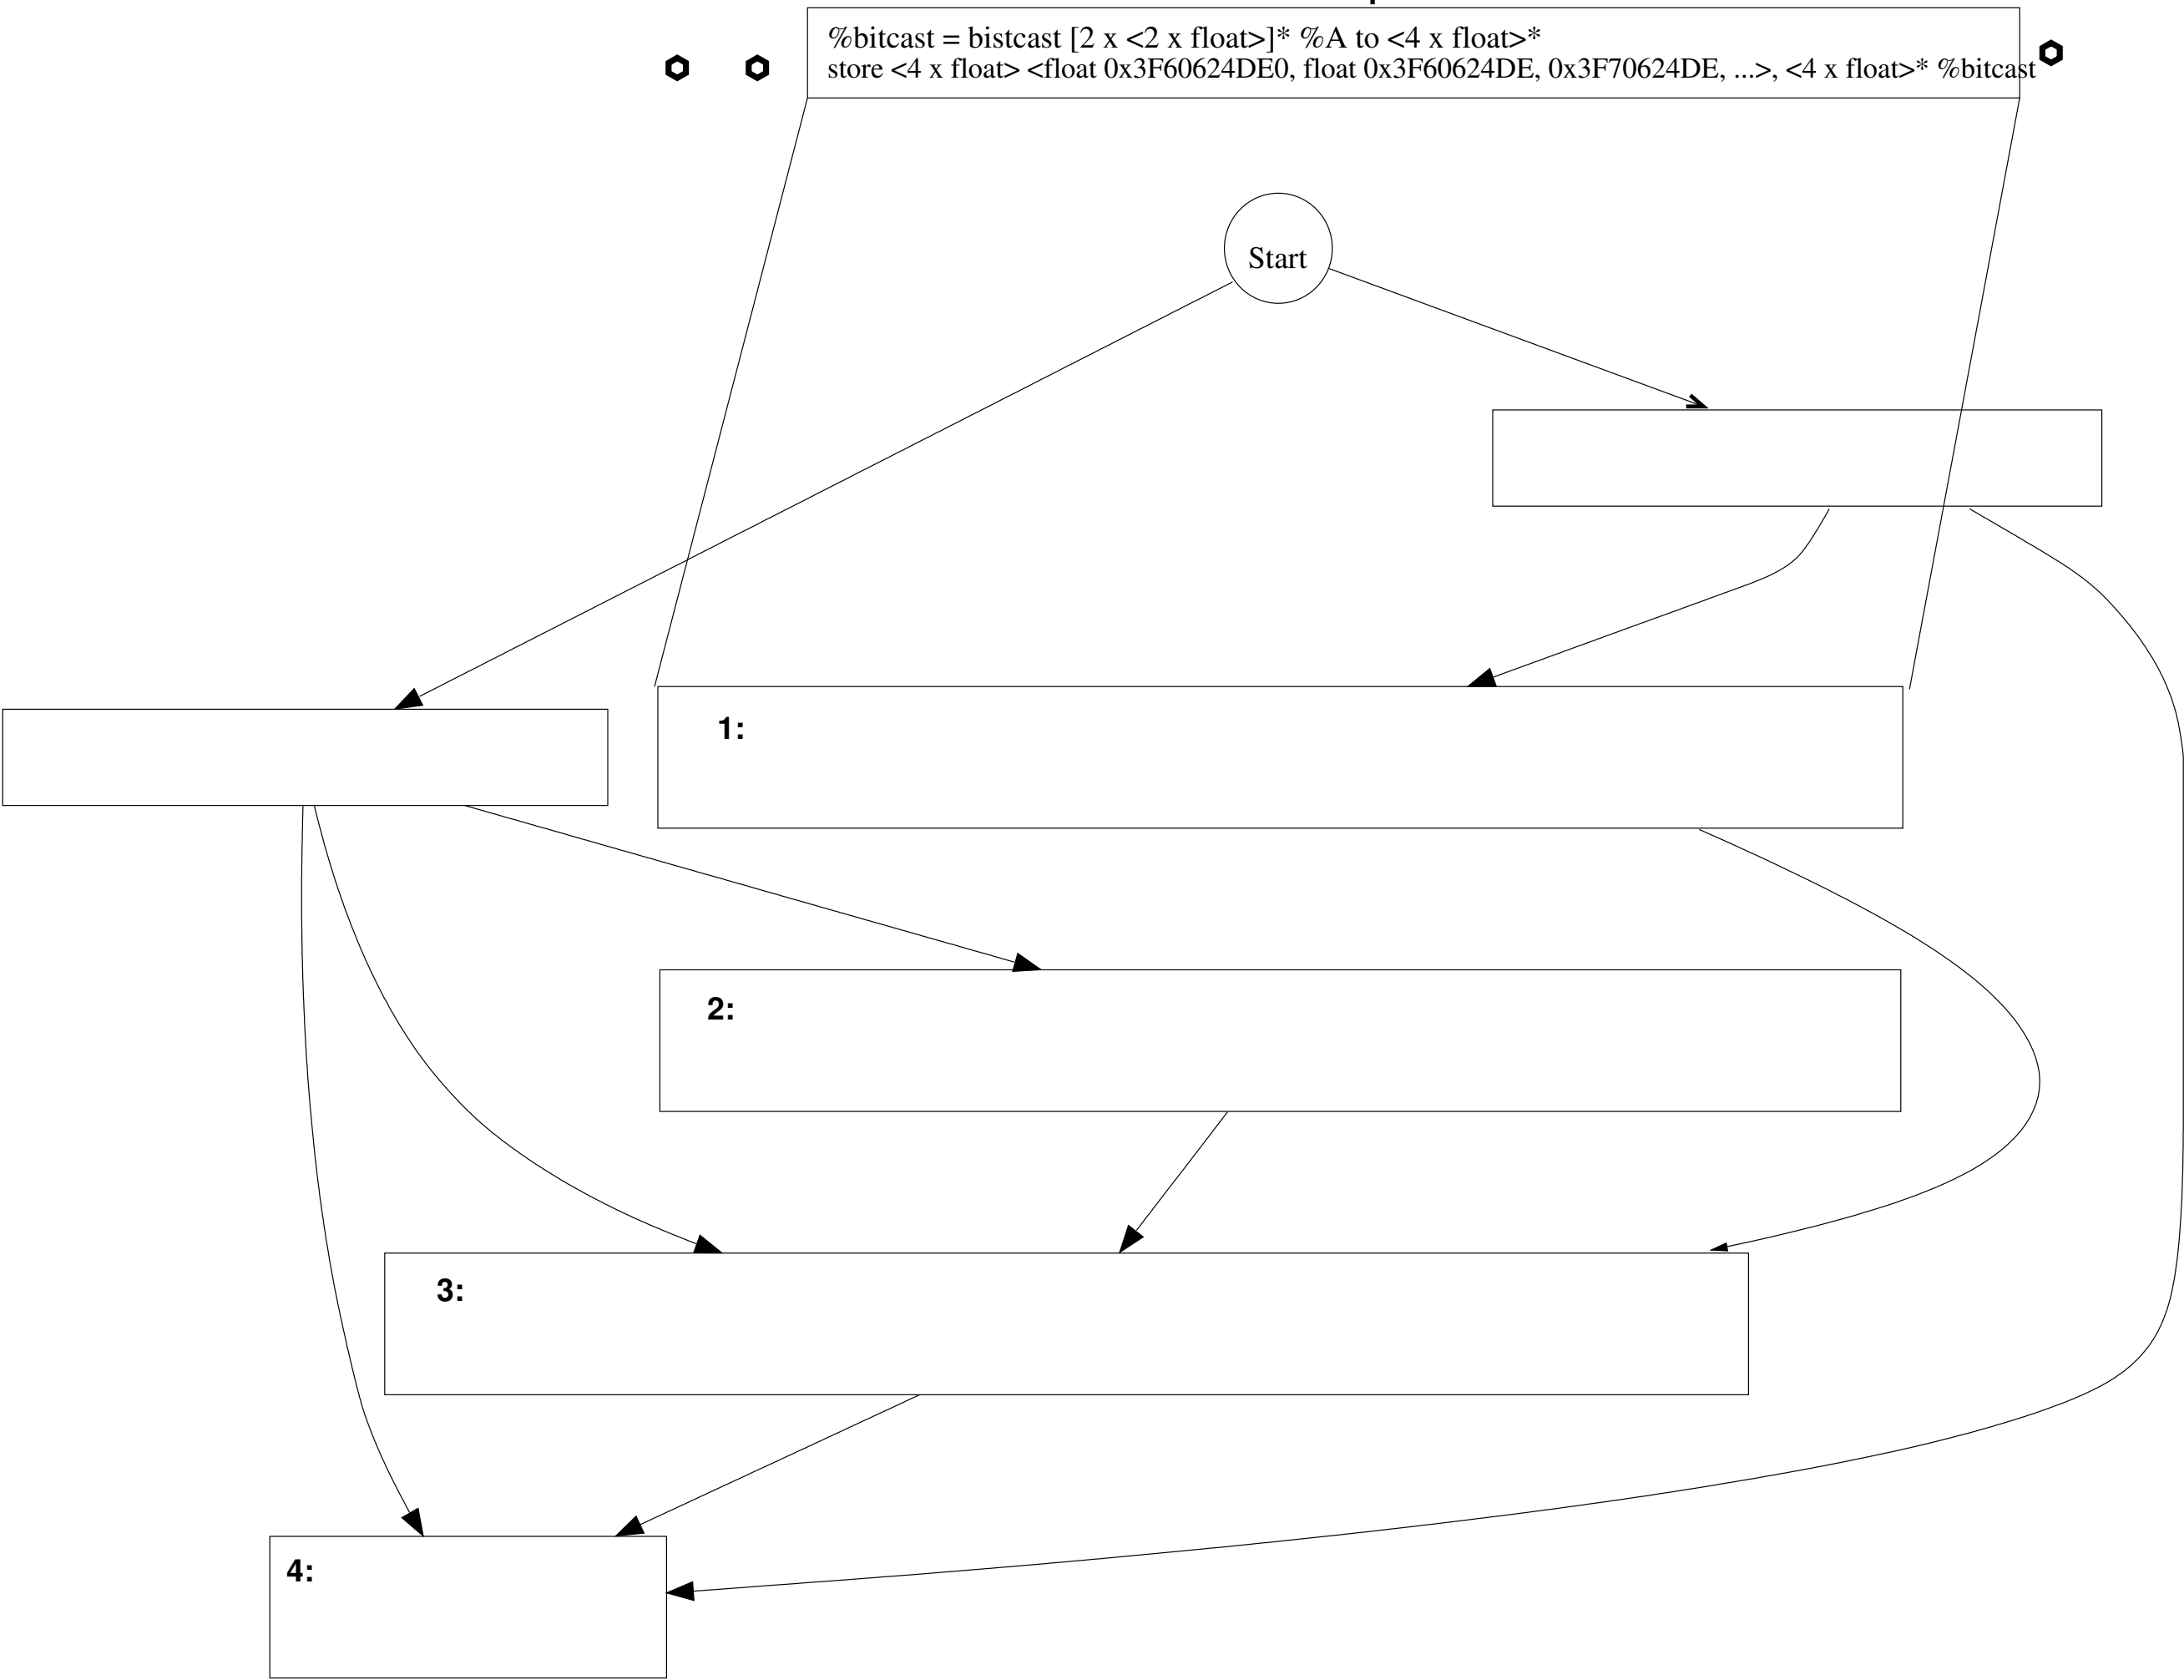 %bitcast = bistcast [2 x <2 x float>]* %A to <4 x float>*
store <4 x float> <float 0x3F60624DE0, float 0x3F60624DE, 0x3F70624DE, ...>, <4 x float>* %bitcast
Start
1:
2:
3:
4: